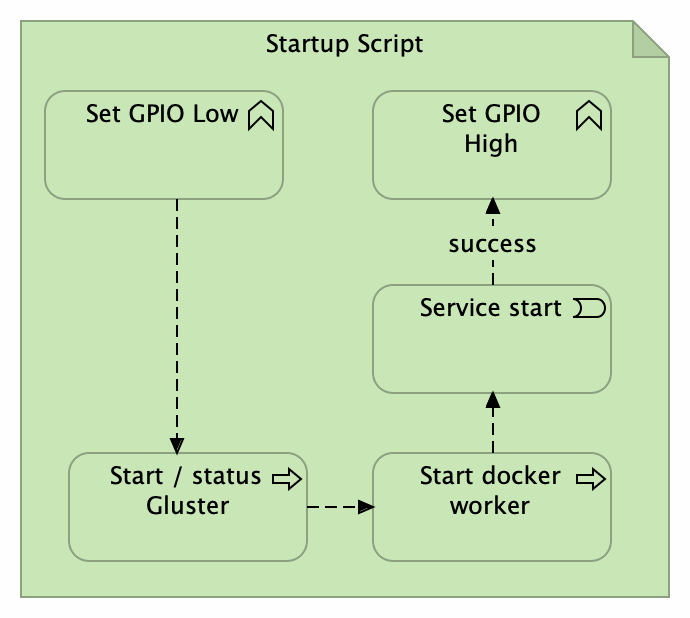 Startup Script
Set GPIO Low
Set GPIO
High
success
Service start
Start / status
Gluster
Start docker
worker